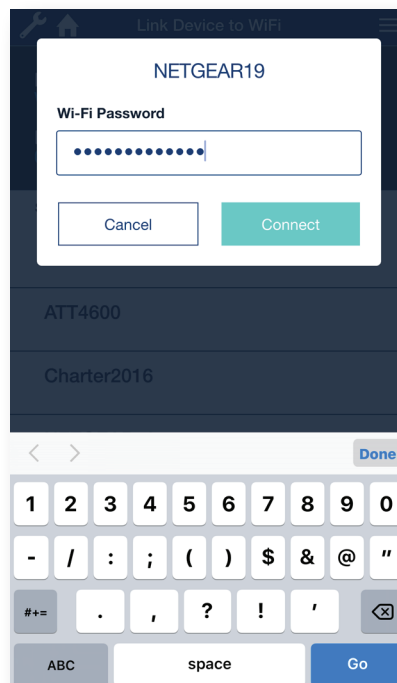 Link Device to WiFi
NETGEAR19
Wi-Fi Password
•••••••••••••
Cancel
Connect
ATT4600
Charter2016
Done
1 2 3 4 5 6 7 8 9 0
- / : ; ( ) $ & @ "
#+= . , ? ! '
ABC space Go